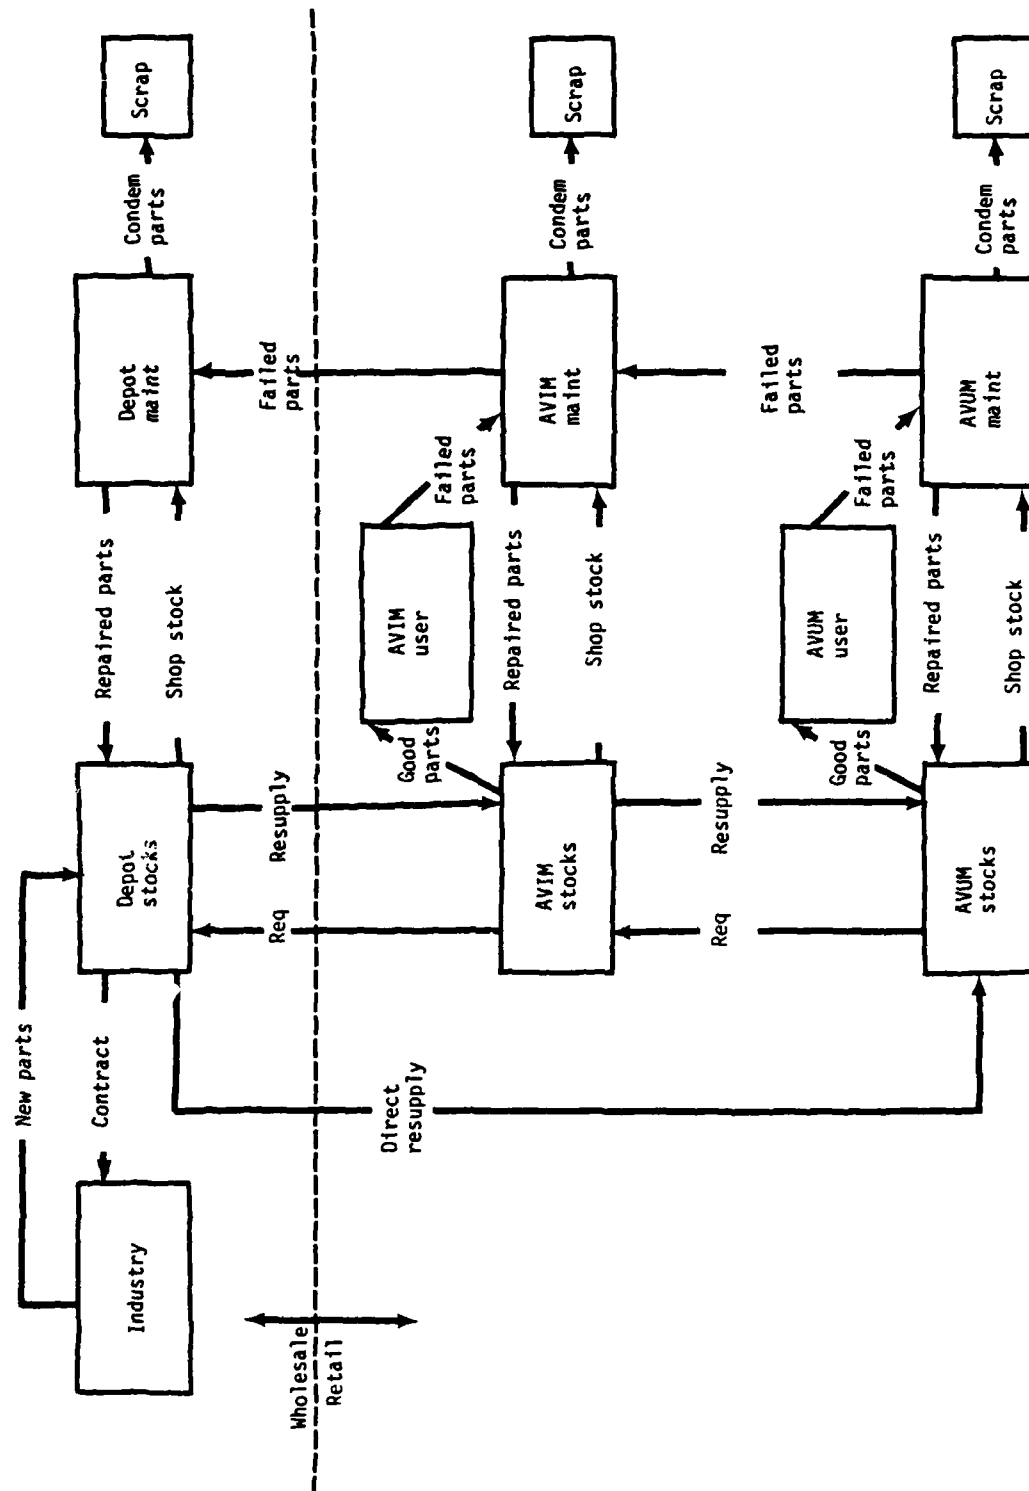 New parts
Industry
Contract
Depot
stocks
Repaired parts
Shop stock
Depot
maint
Condem
parts
Scrap
Wholesale
Retail
Req
Resupply
Failed
parts
Direct
resupply
Good
parts
AVIM
user
Failed
parts
AVIM
stocks
Repaired parts
Shop stock
AVIM
maint
Condem
parts
Scrap
Req
Resupply
Failed
parts
Good
parts
AVUM
user
Failed
parts
AVUM
stocks
Repaired parts
Shop stock
AVUM
maint
Condem
parts
Scrap